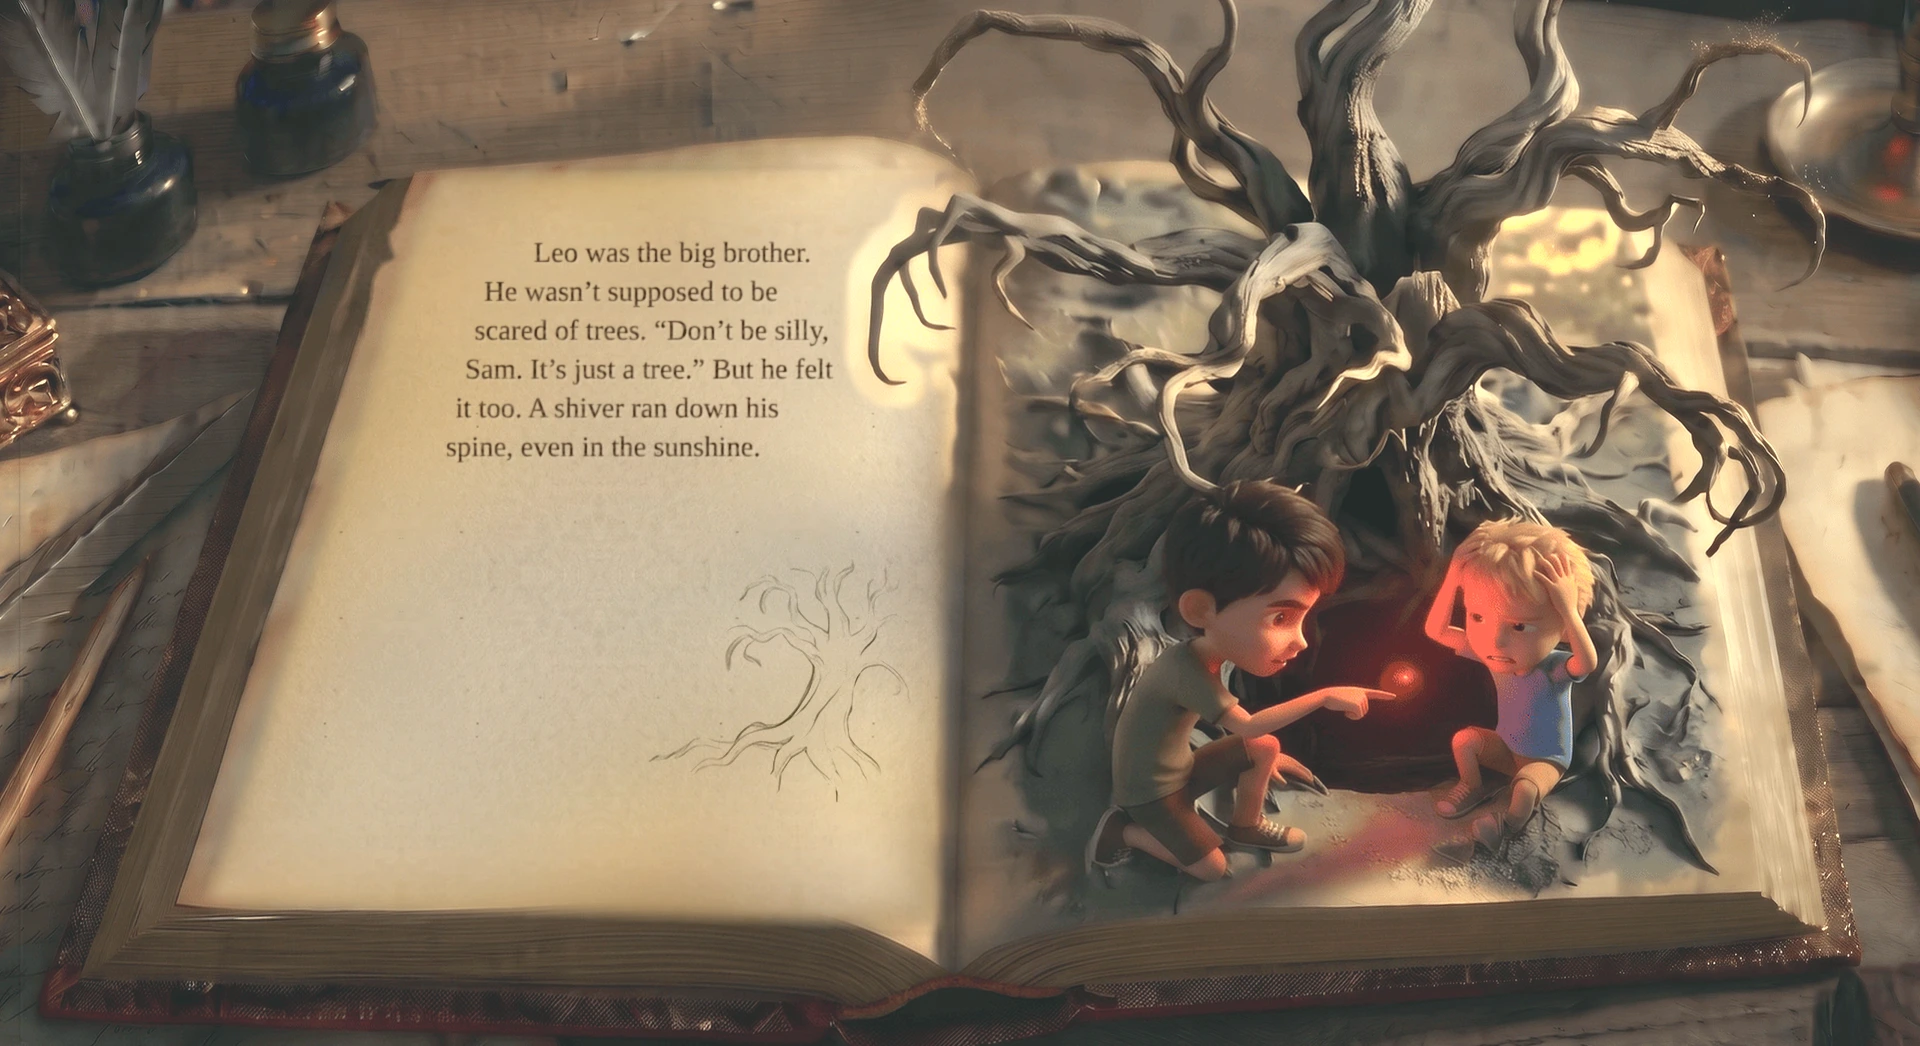 Leo was the big brother.
He wasn’t supposed to be
scared of trees. “Don’t be silly,
Sam. It’s just a tree.” But he felt
it too. A shiver ran down his
spine, even in the sunshine.